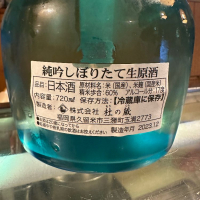 純吟しぼりたて生原酒
品目:日本酒 原材料名:米(国産)、米麹(国産米)
精米歩合:60% アルコール分:17度
内容量:720㎖ 保存方法:【冷蔵庫に保存】
株式会社 杜の蔵
福岡県久留米市三潴町玉満2773
製造年月 2023.12